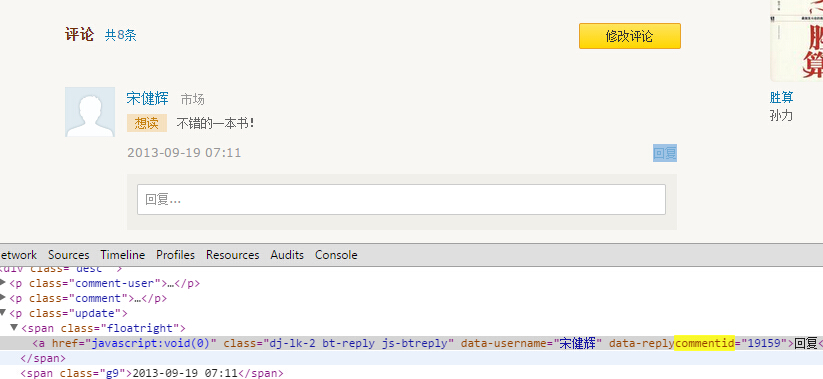 评论 共8条
修改评论
胜算
胜算
孙力
宋健辉 市场
想读 不错的一本书!
2013-09-19 07:11
回复
回复...
etwork Sources Timeline Profiles Resources Audits Console
<div class="desc">
<p class="comment-user">…</p>
<p class="comment">…</p>
<p class="update">
<span class="floatright">
<a href="javascript:void(0)" class="dj-lk-2 bt-reply js-btreply" data-username="宋健辉" data-replycommentid="19159">回复<
</span>
<span class="g9">2013-09-19 07:11</span>